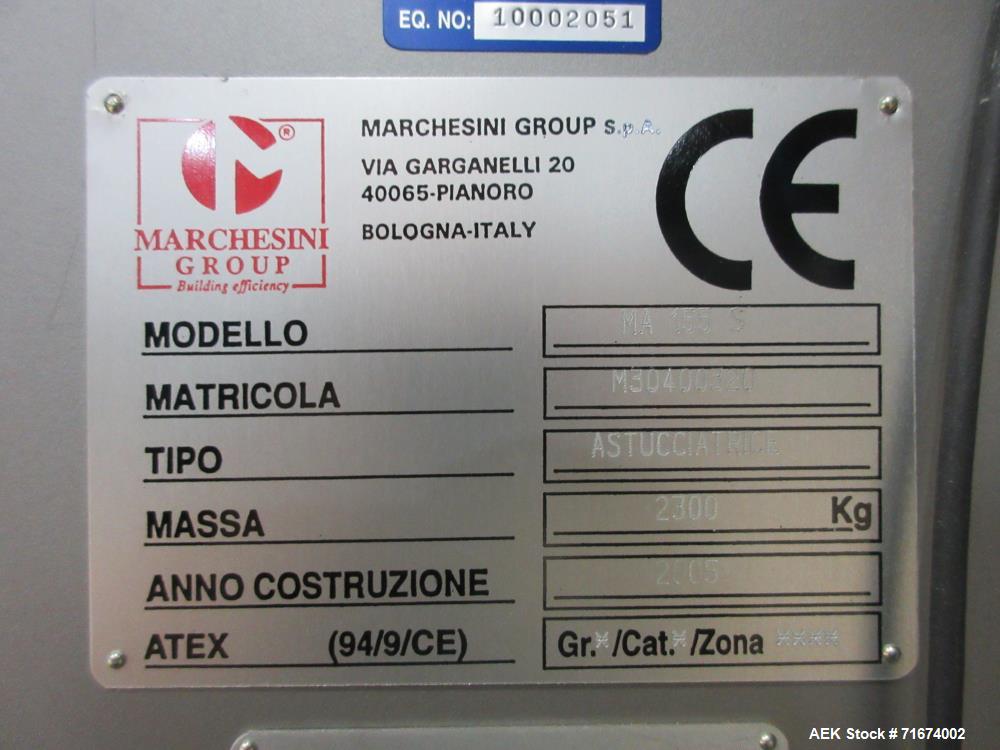 EQ. NO: 10002051
MARCHESINI GROUP S.p.A.
VIA GARGANELLI 20
40065-PIANORO
BOLOGNA-ITALY
CE
®
MARCHESINI
GROUP
Building efficiency
MODELLO MA 155 S
MATRICOLA M30400320
TIPO ASTUCCIATRICE
MASSA 2300 Kg
ANNO COSTRUZIONE 2005
ATEX (94/9/CE) Gr.* /Cat.* /Zona ****
AEK Stock #71674002